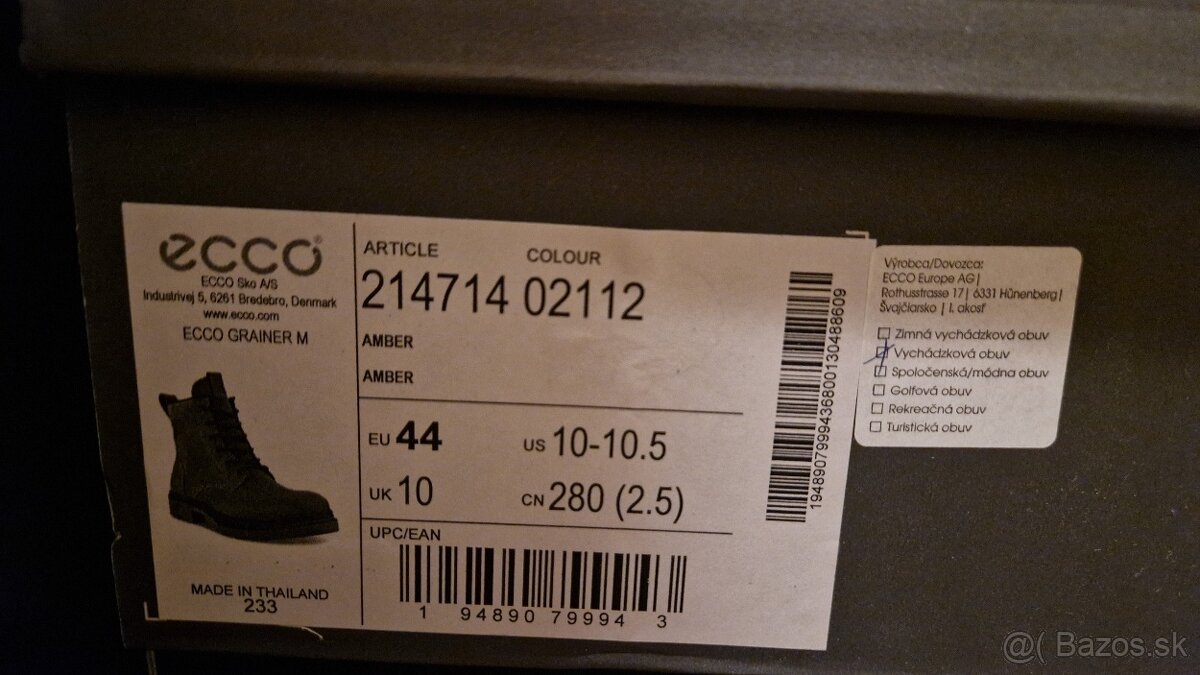 ecco®
ECCO Sko A/S
Industrivej 5, 6261 Bredebro, Denmark
www.ecco.com
ECCO GRAINER M
MADE IN THAILAND
233
ARTICLE COLOUR
214714 02112
AMBER
AMBER
EU 44 US 10-10.5
UK 10 CN 280 (2.5)
UPC/EAN
1 94890 79994 3
1948907999436800130488609
Výrobca/Dovozca:
ECCO Europe AG|
Rothusstrasse 17| 6331 Hünenberg|
Švajčiarsko | I. akosť
Zimná vychádzková obuv
Vychádzková obuv
Spoločenská/módna obuv
Golfová obuv
Rekreačná obuv
Turistická obuv
@( Bazos.sk